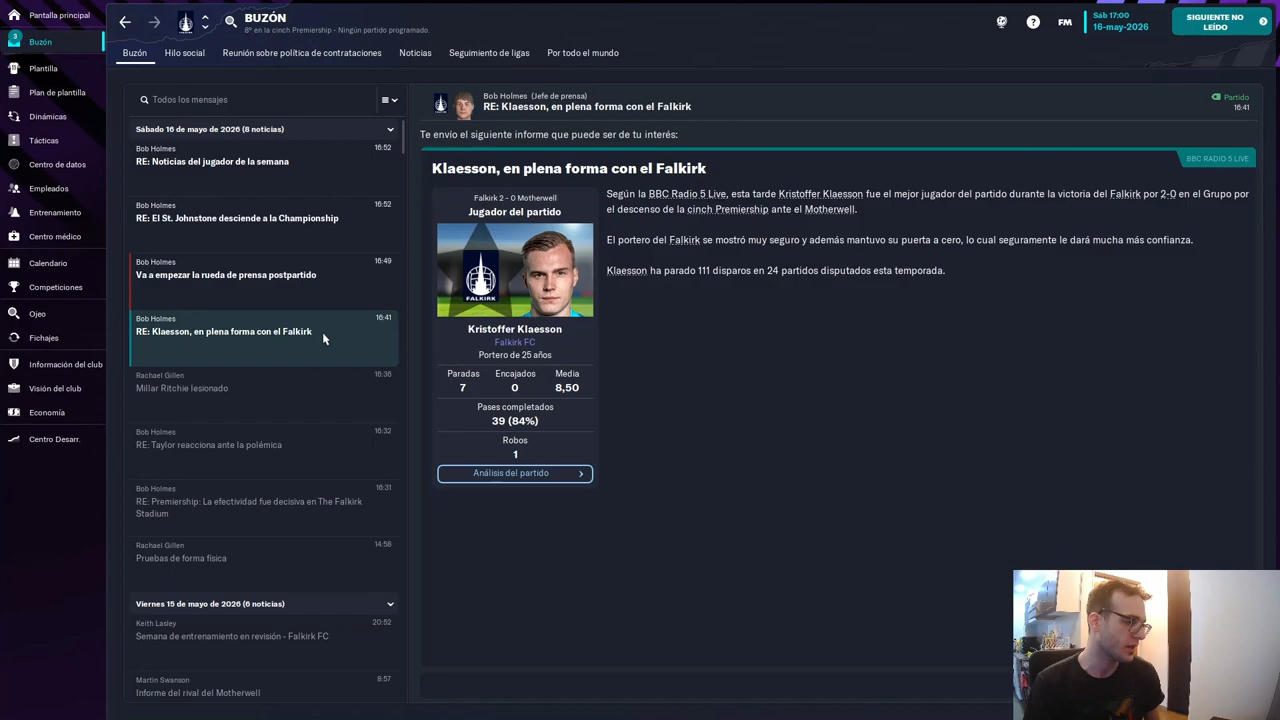 Pantalla principal
3
Buzón
Plantilla
Plan de plantilla
Dinámicas
Tácticas
Centro de datos
Empleados
Entrenamiento
Centro médico
Calendario
Competiciones
Ojeo
Fichajes
Información del club
Visión del club
Economía
Centro Desarr.
BUZÓN
8º en la cinch Premiership - Ningún partido programado.
FM
Sáb 17:00
16-may-2026
SIGUIENTE NO LEÍDO
Buzón
Hilo social
Reunión sobre política de contrataciones
Noticias
Seguimiento de ligas
Por todo el mundo
Todos los mensajes
Sábado 16 de mayo de 2026 (8 noticias)
Bob Holmes 16:52
RE: Noticias del jugador de la semana
Bob Holmes 16:52
RE: El St. Johnstone desciende a la Championship
Bob Holmes 16:49
Va a empezar la rueda de prensa postpartido
Bob Holmes 16:41
RE: Klaesson, en plena forma con el Falkirk
Rachael Gillen 16:36
Millar Ritchie lesionado
Bob Holmes 16:32
RE: Taylor reacciona ante la polémica
Bob Holmes 16:31
RE: Premiership: La efectividad fue decisiva en The Falkirk
Stadium
Rachael Gillen 14:58
Pruebas de forma física
Viernes 15 de mayo de 2026 (6 noticias)
Keith Lasley 20:52
Semana de entrenamiento en revisión - Falkirk FC
Martin Swanson 8:57
Informe del rival del Motherwell
Bob Holmes (Jefe de prensa)
RE: Klaesson, en plena forma con el Falkirk
Partido
16:41
Te envío el siguiente informe que puede ser de tu interés:
BBC RADIO 5 LIVE
Klaesson, en plena forma con el Falkirk
Falkirk 2 - 0 Motherwell
Jugador del partido
FALKIRK
Kristoffer Klaesson
Falkirk FC
Portero de 25 años
Paradas Encajados Media
7 0 8,50
Pases completados
39 (84%)
Robos
1
Análisis del partido
Según la BBC Radio 5 Live, esta tarde Kristoffer Klaesson fue el mejor jugador del partido durante la victoria del Falkirk por 2-0 en el Grupo por
el descenso de la cinch Premiership ante el Motherwell.
El portero del Falkirk se mostró muy seguro y además mantuvo su puerta a cero, lo cual seguramente le dará mucha más confianza.
Klaesson ha parado 111 disparos en 24 partidos disputados esta temporada.